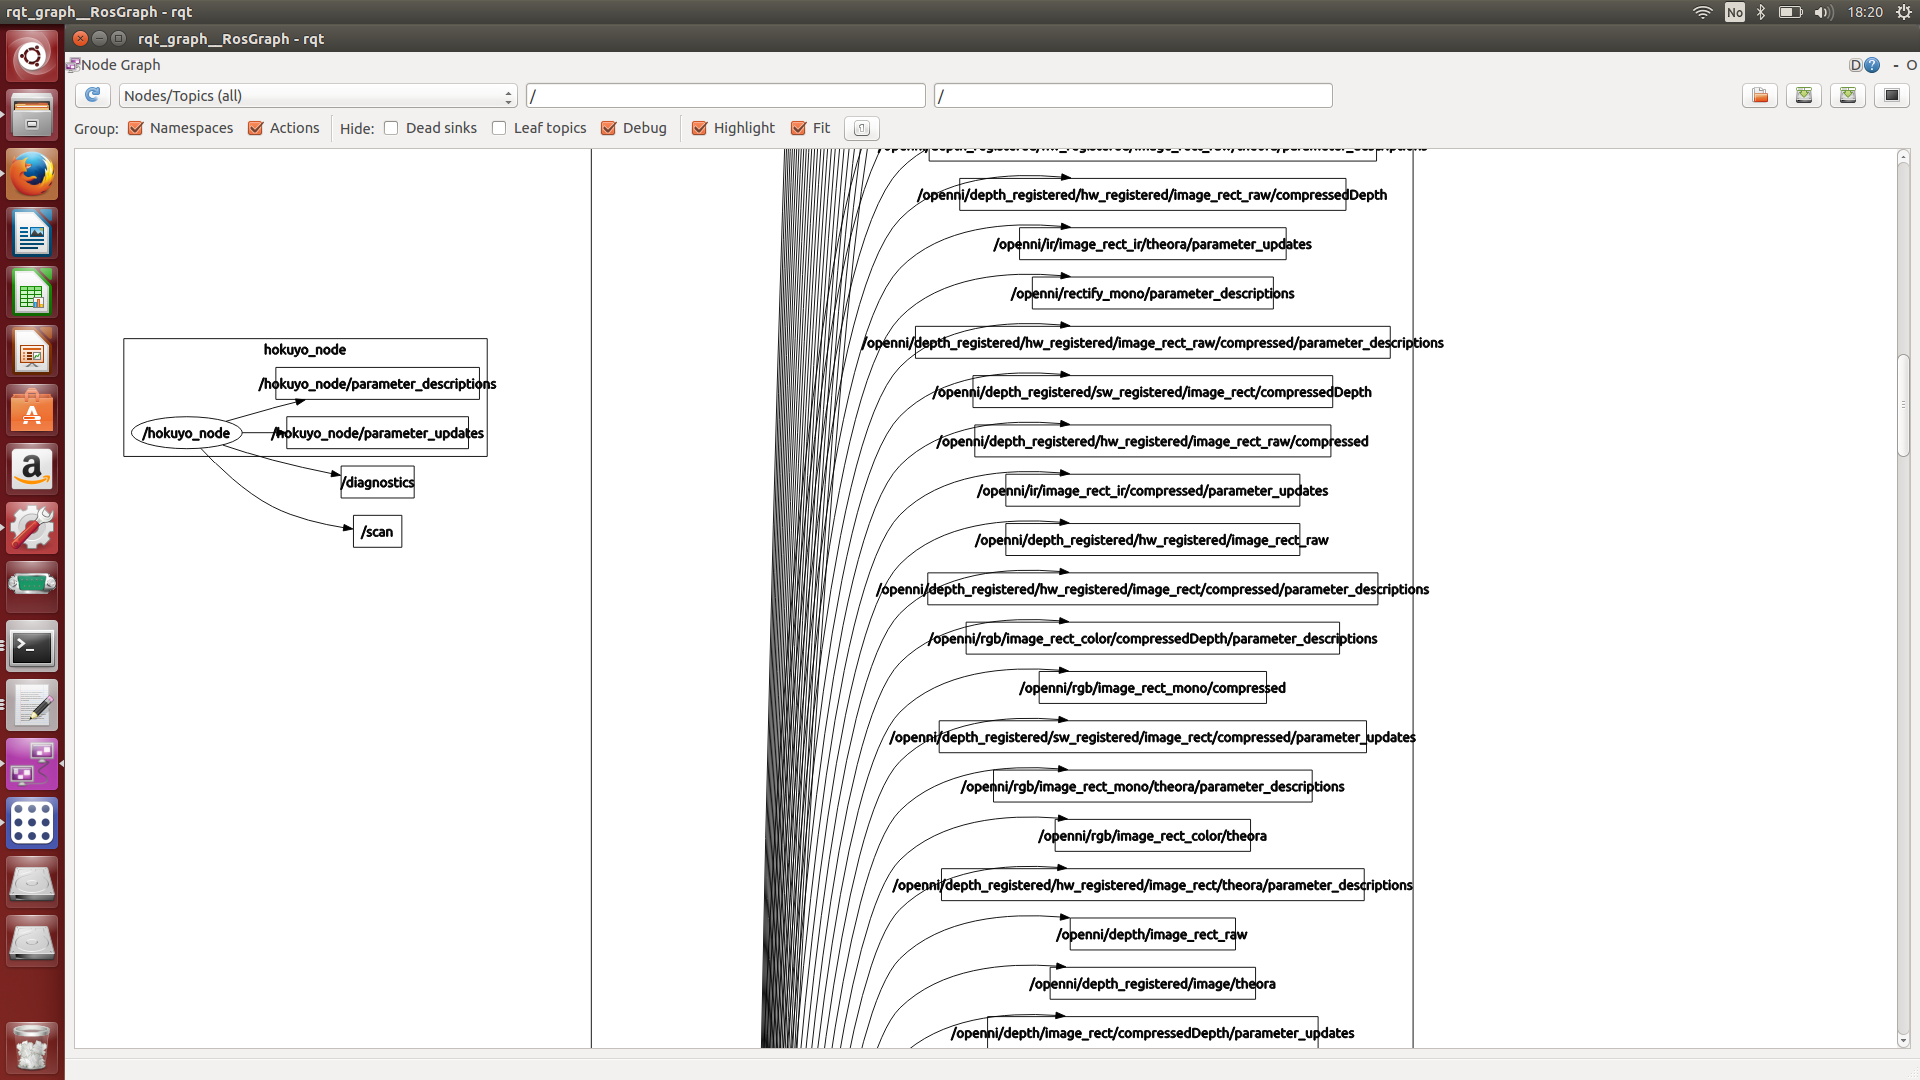 rqt_graph__RosGraph - rqt
No
18:20
rqt_graph__RosGraph - rqt
Node Graph
D
- O
Nodes/Topics (all)
/
/
Group:
Namespaces
Actions
Hide:
Dead sinks
Leaf topics
Debug
Highlight
Fit
hokuyo_node
/hokuyo_node/parameter_descriptions
/hokuyo_node
/hokuyo_node/parameter_updates
/diagnostics
/scan
/openni/depth_registered/hw_registered/image_rect_raw/theora/parameter_descriptions
/openni/depth_registered/hw_registered/image_rect_raw/compressedDepth
/openni/ir/image_rect_ir/theora/parameter_updates
/openni/rectify_mono/parameter_descriptions
/openni/depth_registered/hw_registered/image_rect_raw/compressed/parameter_descriptions
/openni/depth_registered/sw_registered/image_rect/compressedDepth
/openni/depth_registered/hw_registered/image_rect_raw/compressed
/openni/ir/image_rect_ir/compressed/parameter_updates
/openni/depth_registered/hw_registered/image_rect_raw
/openni/depth_registered/hw_registered/image_rect/compressed/parameter_descriptions
/openni/rgb/image_rect_color/compressedDepth/parameter_descriptions
/openni/rgb/image_rect_mono/compressed
/openni/depth_registered/sw_registered/image_rect/compressed/parameter_updates
/openni/rgb/image_rect_mono/theora/parameter_descriptions
/openni/rgb/image_rect_color/theora
/openni/depth_registered/hw_registered/image_rect/theora/parameter_descriptions
/openni/depth/image_rect_raw
/openni/depth_registered/image/theora
/openni/depth/image_rect/compressedDepth/parameter_updates